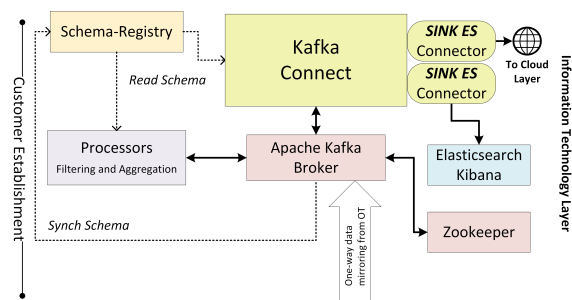 Customer Establishment
Schema-Registry
Read Schema
Kafka
Connect
SINK ES
Connector
SINK ES
Connector
To Cloud
Layer
Information Technology Layer
Processors
Filtering and Aggregation
Apache Kafka
Broker
Elasticsearch
Kibana
Synch Schema
One-way data
mirroring from OT
Zookeeper